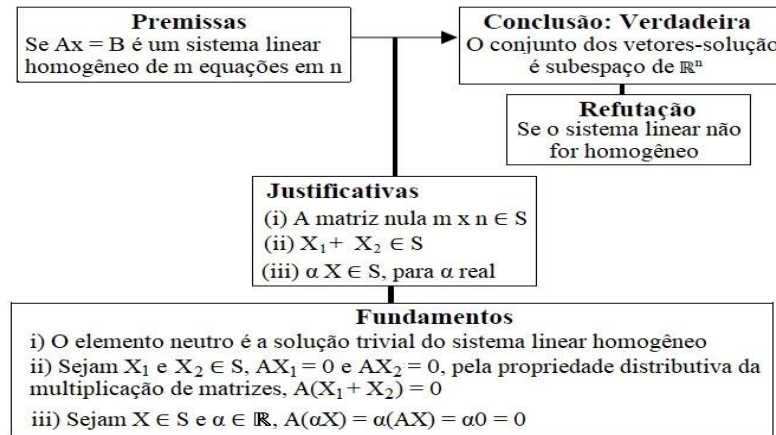 Premissas
Se Ax = B é um sistema linear
homogêneo de m equações em n
Conclusão: Verdadeira
O conjunto dos vetores-solução
é subespaço de ℝⁿ
Refutação
Se o sistema linear não
for homogêneo
Justificativas
(i) A matriz nula m x n ∈ S
(ii) X₁ + X₂ ∈ S
(iii) α X ∈ S, para α real
Fundamentos
i) O elemento neutro é a solução trivial do sistema linear homogêneo
ii) Sejam X₁ e X₂ ∈ S, AX₁ = 0 e AX₂ = 0, pela propriedade distributiva da
multiplicação de matrizes, A(X₁ + X₂) = 0
iii) Sejam X ∈ S e α ∈ ℝ, A(αX) = α(AX) = α0 = 0